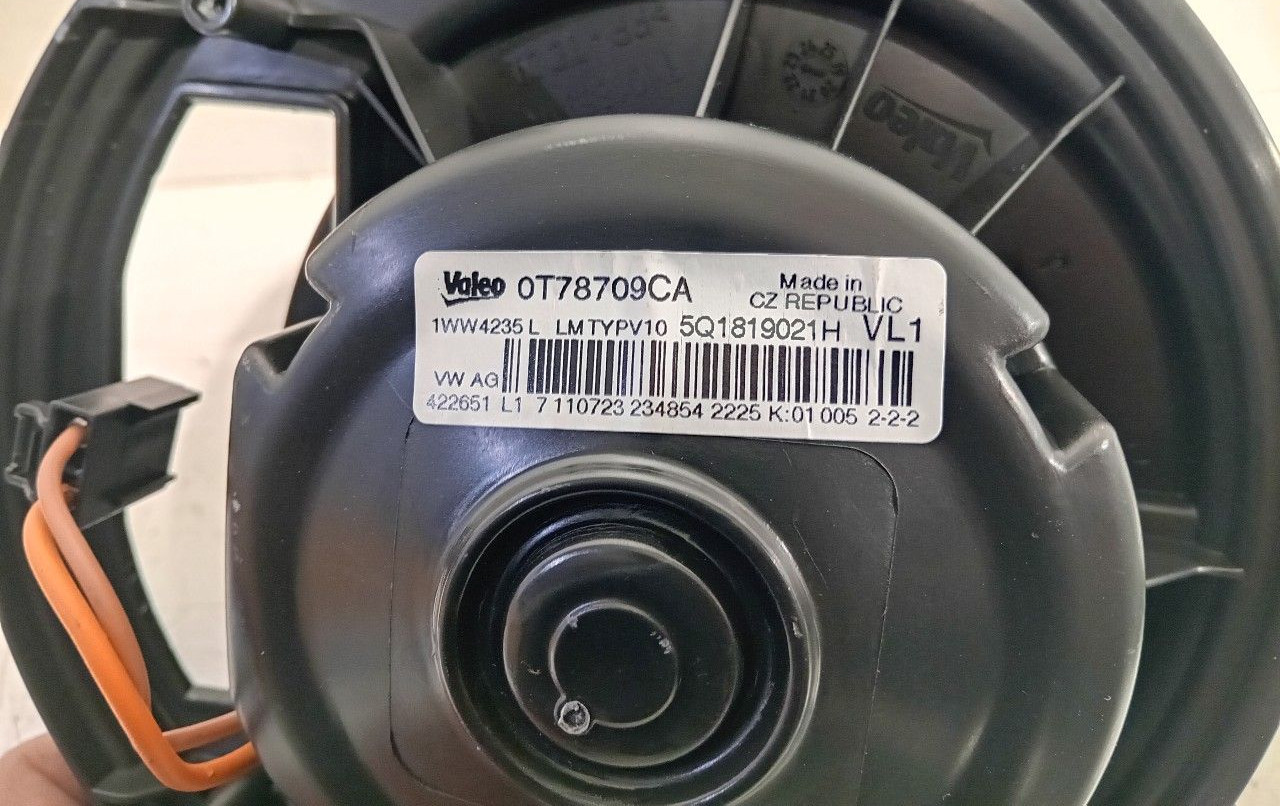 Valeo 0T78709CA Made in
CZ REPUBLIC
1WW4235 L LMTYPV10 5Q1819021H VL1
VW AG
422651 L1 7 110723 234854 2225 K:01 005 2-2-2
Valeo